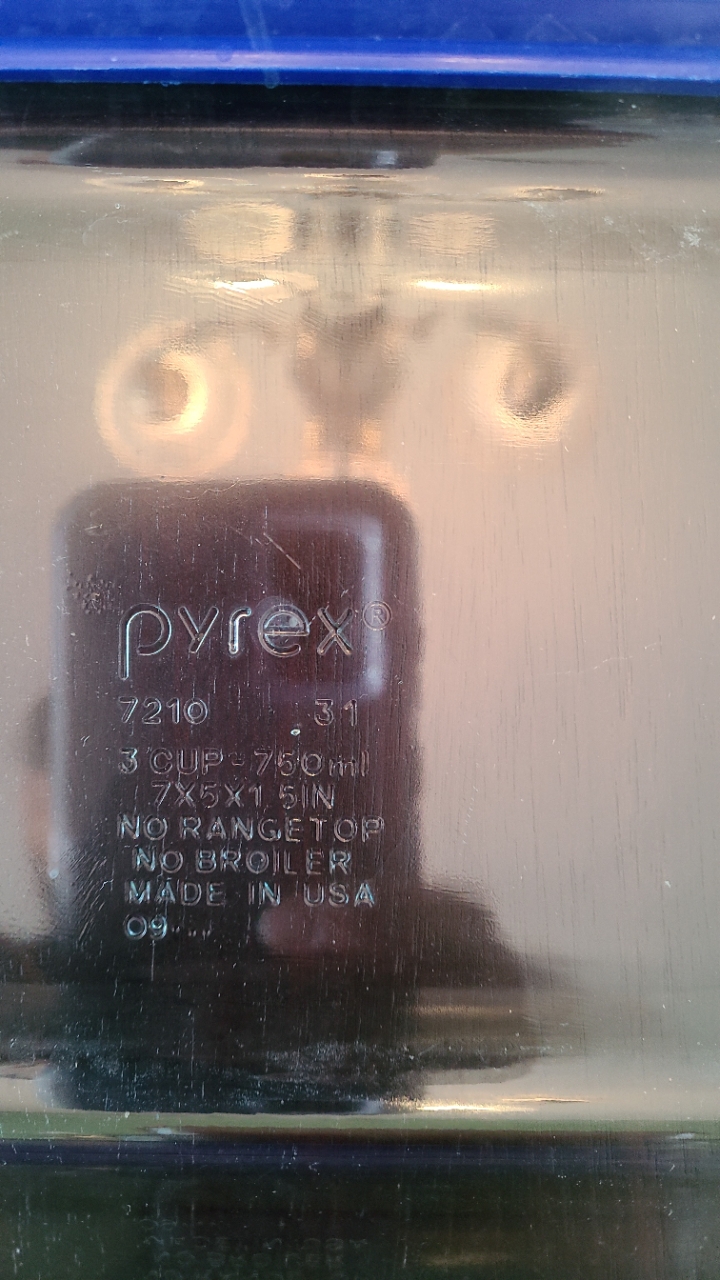 pyrex®
7210 31
3 CUP - 750ml
7X5X1.5IN
NO RANGETOP
NO BROILER
MADE IN USA
09